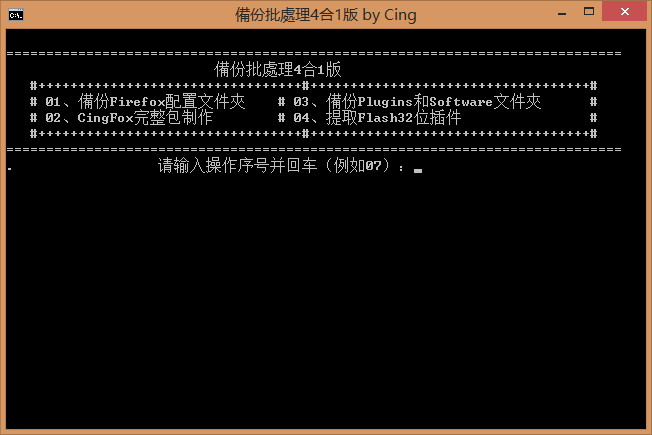 備份批處理4合1版 by Cing
===============================================================================
備份批處理4合1版
#+++++++++++++++++++++++++++++++++#+++++++++++++++++++++++++++++++++++#
# 01、備份Firefox配置文件夾 # 03、備份Plugins和Software文件夾 #
# 02、CingFox完整包制作 # 04、提取Flash32位插件 #
#+++++++++++++++++++++++++++++++++#+++++++++++++++++++++++++++++++++++#
===============================================================================
. 请输入操作序号并回车（例如07）：